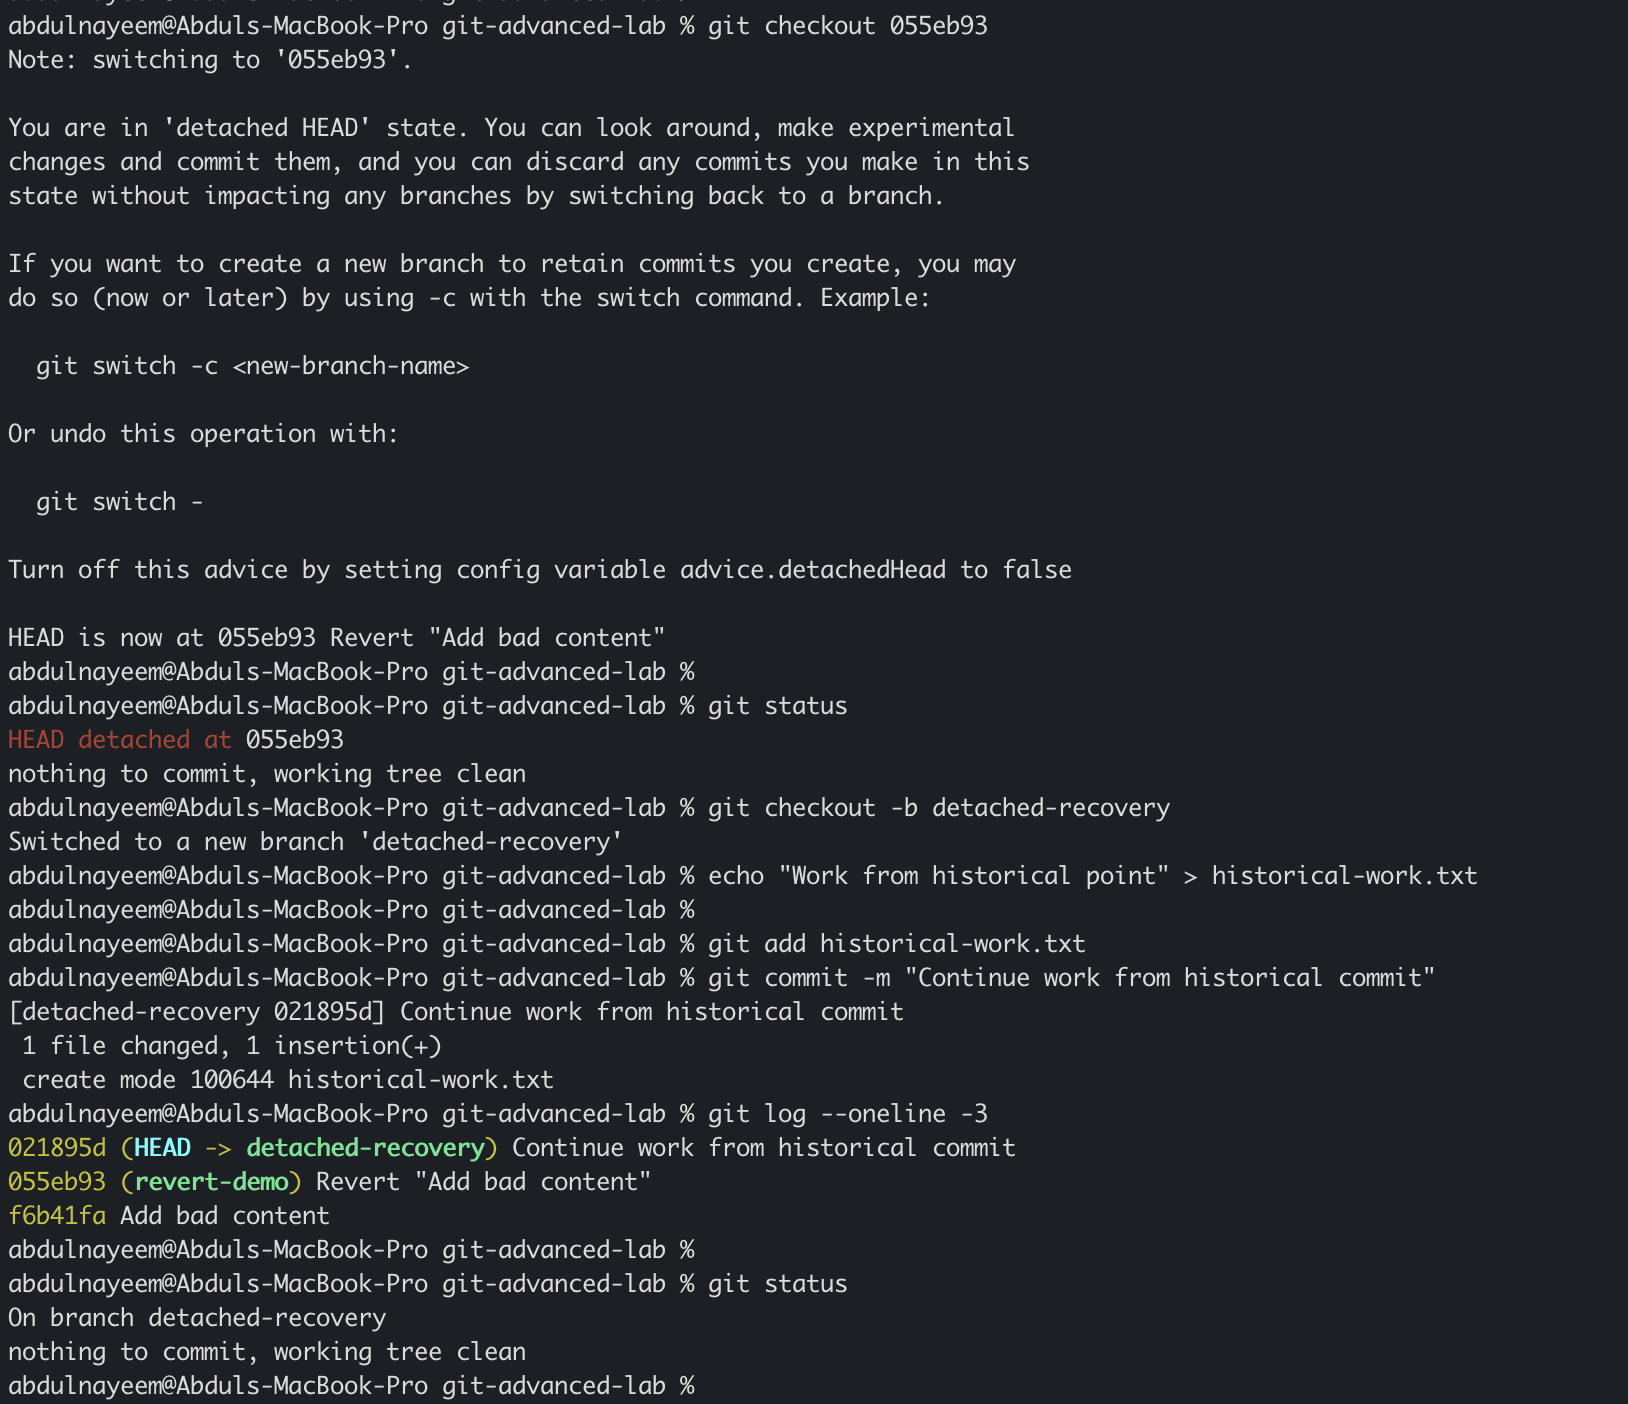 abdulnayeem@Abduls-MacBook-Pro git-advanced-lab % git checkout 055eb93
Note: switching to '055eb93'.
You are in 'detached HEAD' state. You can look around, make experimental
changes and commit them, and you can discard any commits you make in this
state without impacting any branches by switching back to a branch.
If you want to create a new branch to retain commits you create, you may
do so (now or later) by using -c with the switch command. Example:
  git switch -c <new-branch-name>
Or undo this operation with:
  git switch -
Turn off this advice by setting config variable advice.detachedHead to false
HEAD is now at 055eb93 Revert "Add bad content"
abdulnayeem@Abduls-MacBook-Pro git-advanced-lab %
abdulnayeem@Abduls-MacBook-Pro git-advanced-lab % git status
HEAD detached at 055eb93
nothing to commit, working tree clean
abdulnayeem@Abduls-MacBook-Pro git-advanced-lab % git checkout -b detached-recovery
Switched to a new branch 'detached-recovery'
abdulnayeem@Abduls-MacBook-Pro git-advanced-lab % echo "Work from historical point" > historical-work.txt
abdulnayeem@Abduls-MacBook-Pro git-advanced-lab %
abdulnayeem@Abduls-MacBook-Pro git-advanced-lab % git add historical-work.txt
abdulnayeem@Abduls-MacBook-Pro git-advanced-lab % git commit -m "Continue work from historical commit"
[detached-recovery 021895d] Continue work from historical commit
 1 file changed, 1 insertion(+)
 create mode 100644 historical-work.txt
abdulnayeem@Abduls-MacBook-Pro git-advanced-lab % git log --oneline -3
021895d (HEAD -> detached-recovery) Continue work from historical commit
055eb93 (revert-demo) Revert "Add bad content"
f6b41fa Add bad content
abdulnayeem@Abduls-MacBook-Pro git-advanced-lab %
abdulnayeem@Abduls-MacBook-Pro git-advanced-lab % git status
On branch detached-recovery
nothing to commit, working tree clean
abdulnayeem@Abduls-MacBook-Pro git-advanced-lab %